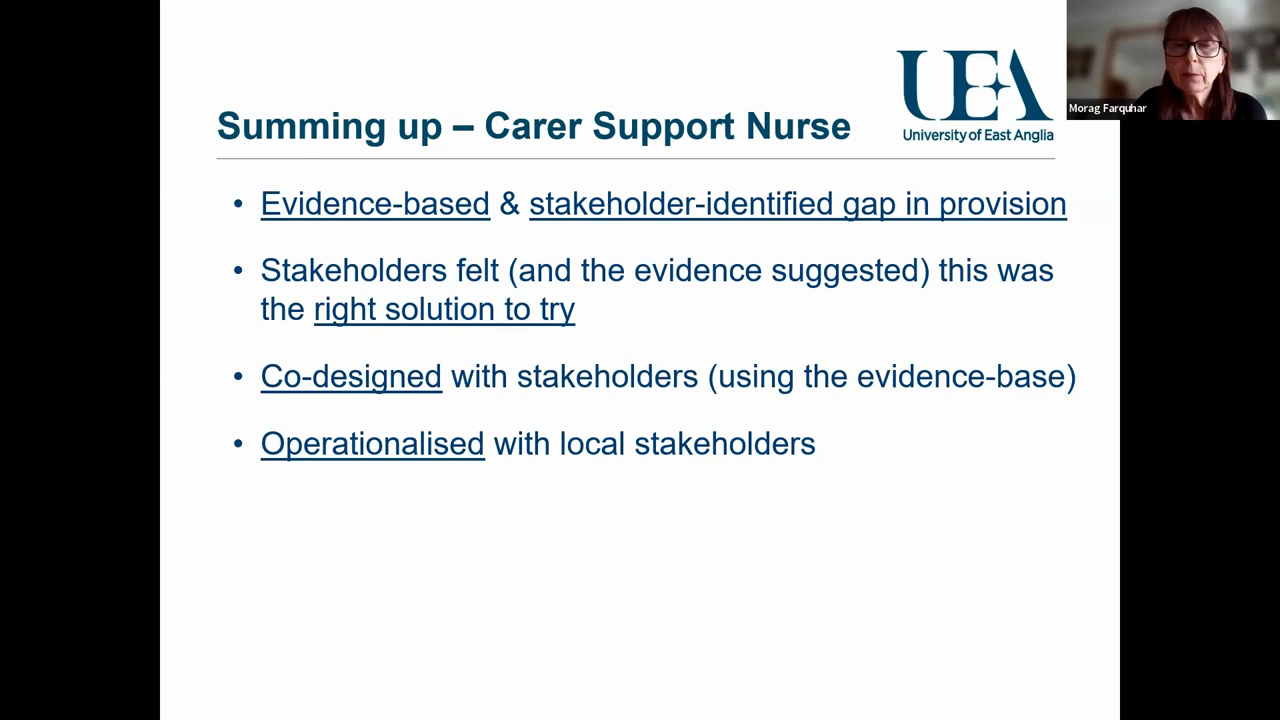 UEA
University of East Anglia
Morag Farquhar
Summing up – Carer Support Nurse
• Evidence-based & stakeholder-identified gap in provision
• Stakeholders felt (and the evidence suggested) this was
the right solution to try
• Co-designed with stakeholders (using the evidence-base)
• Operationalised with local stakeholders